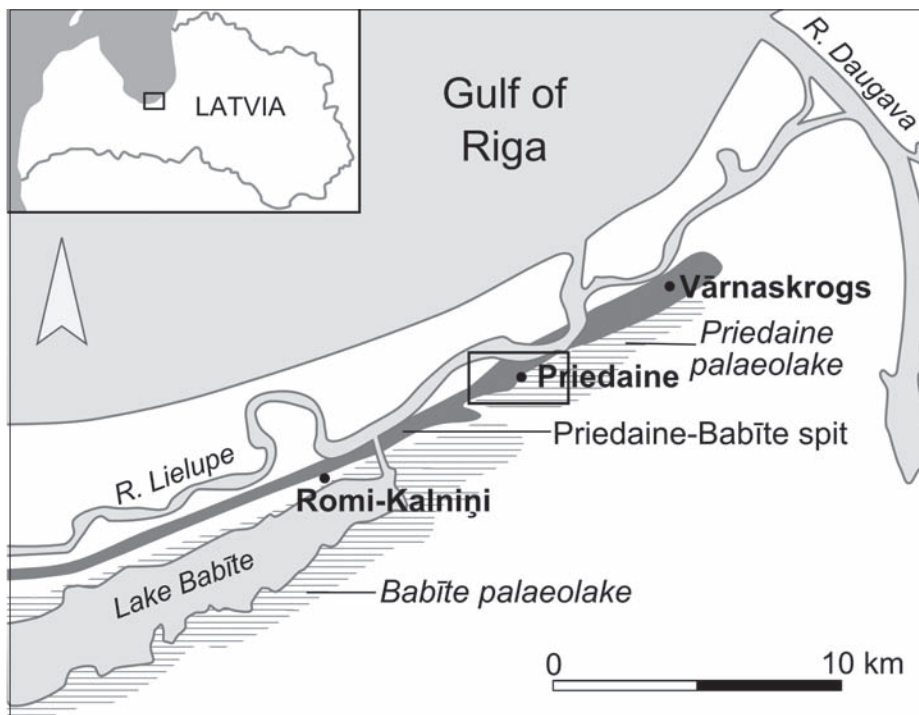 LATVIA
Gulf of
Riga
R. Daugava
Vārnaskrogs
Priedaine
palaeolake
Priedaine
Priedaine-Babīte spit
R. Lielupe
Romi-Kalniņi
Lake Babīte
Babīte palaeolake
0
10 km